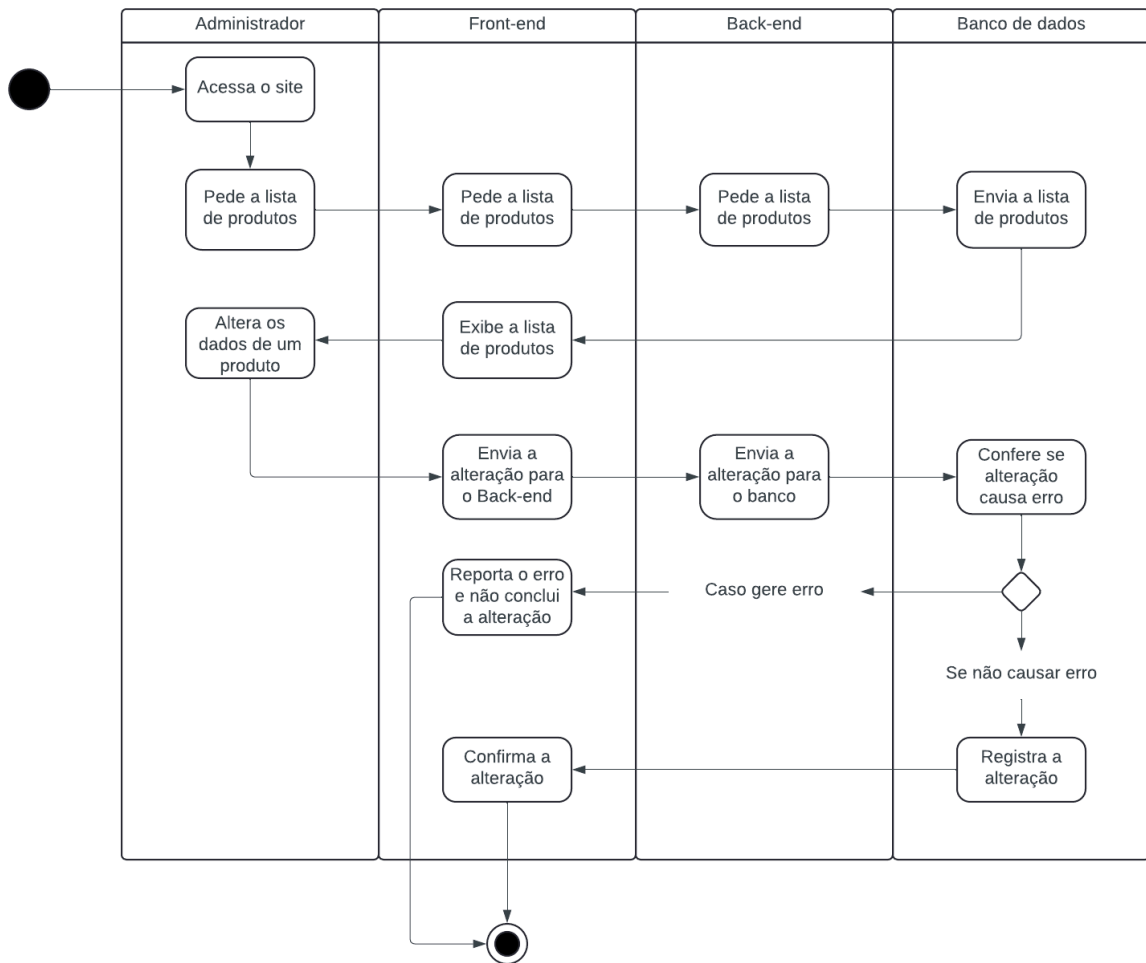 Administrador
Front-end
Back-end
Banco de dados
Acessa o site
Pede a lista
de produtos
Pede a lista
de produtos
Pede a lista
de produtos
Envia a lista
de produtos
Altera os
dados de um
produto
Exibe a lista
de produtos
Envia a
alteração para
o Back-end
Envia a
alteração para
o banco
Confere se
alteração
causa erro
Reporta o erro
e não conclui
a alteração
Caso gere erro
Se não causar erro
Confirma a
alteração
Registra a
alteração